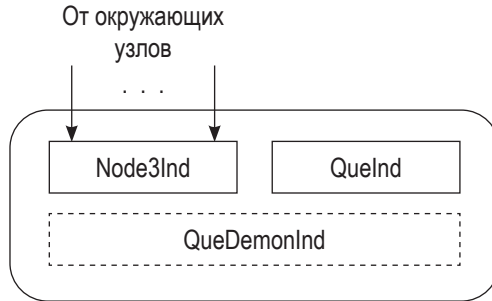 От окружающих
узлов
. . .
Node3Ind
QueInd
QueDemonInd